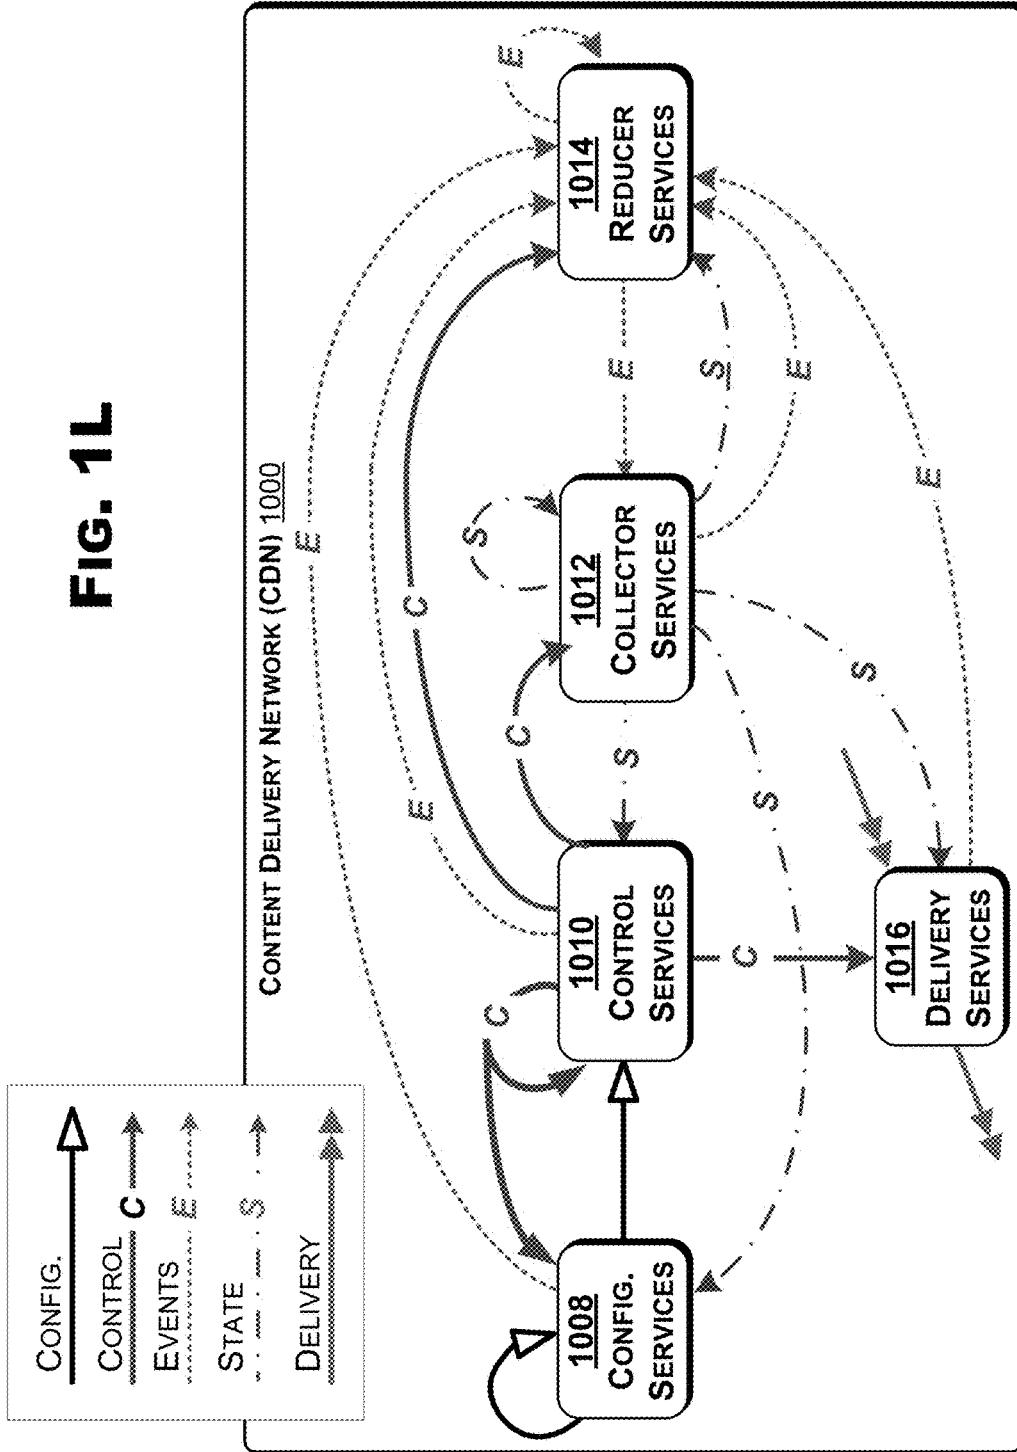 FIG. 1L
CONFIG.
CONTROL C
EVENTS E
STATE S
DELIVERY
CONTENT DELIVERY NETWORK (CDN) 1000
E
E
C
C
C
S
E
1008
CONFIG.
SERVICES
1010
CONTROL
SERVICES
S
1012
COLLECTOR
SERVICES
E
1014
REDUCER
SERVICES
C
S
S
S
E
1016
DELIVERY
SERVICES
E